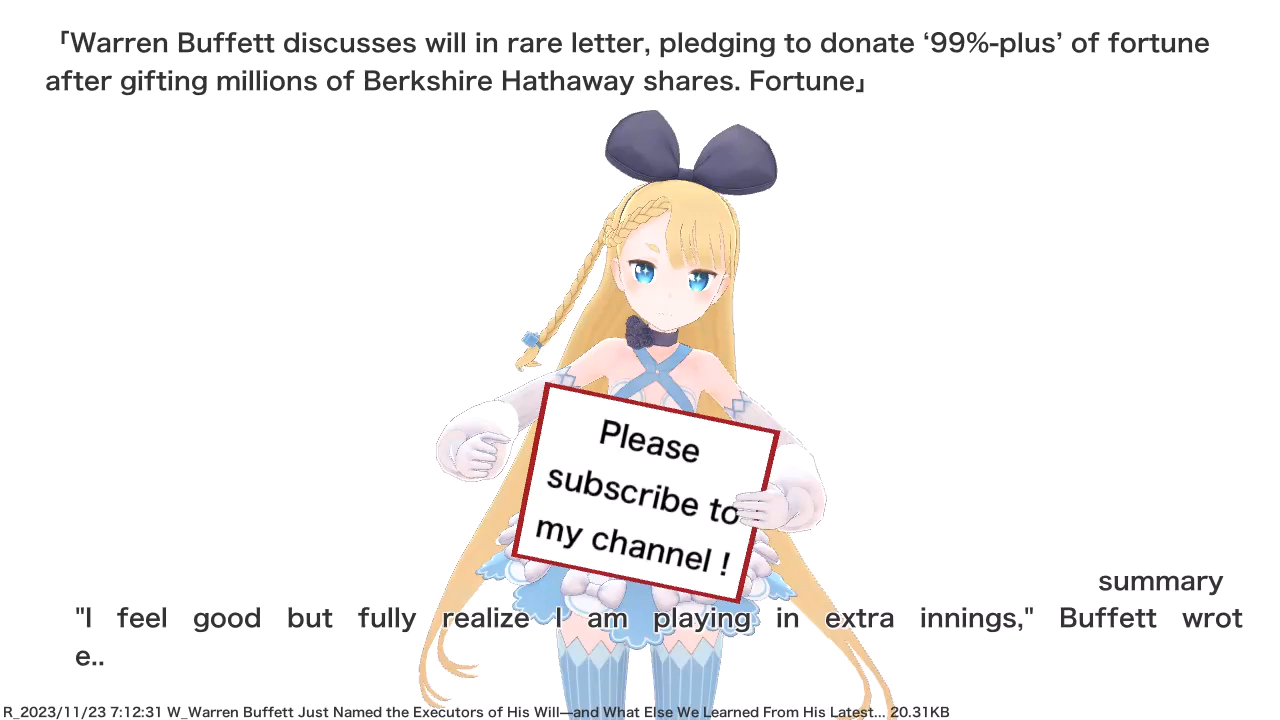 「Warren Buffett discusses will in rare letter, pledging to donate ‘99%-plus’ of fortune
after gifting millions of Berkshire Hathaway shares. Fortune」
Please
subscribe to
my channel !
summary
"I feel good but fully realize I am playing in extra innings," Buffett wrot
e..
R_2023/11/23 7:12:31 W_Warren Buffett Just Named the Executors of His Will—and What Else We Learned From His Latest... 20.31KB